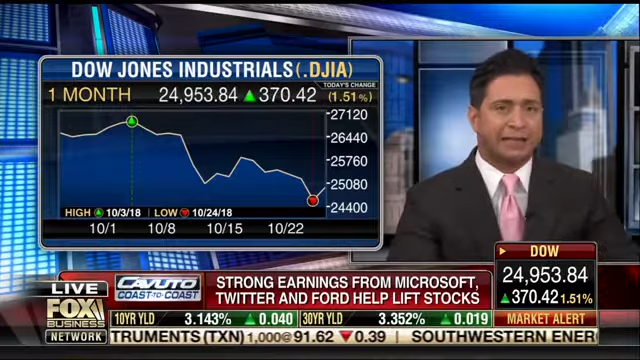 DOW JONES INDUSTRIALS (.DJIA)
TODAY'S CHANGE
1 MONTH 24,953.84 ▲ 370.42 (1.51%)
27120
26440
25760
25080
24400
HIGH 10/3/18 | LOW 10/24/18
10/1 10/8 10/15 10/22
DOW
24,953.84
▲ 370.42 1.51%
MARKET ALERT
LIVE
FOX
BUSINESS
NETWORK
CAVUTO
COAST-TO-COAST
STRONG EARNINGS FROM MICROSOFT,
TWITTER AND FORD HELP LIFT STOCKS
10YR YLD 3.143% ▲ 0.040 30YR YLD 3.352% ▲ 0.019
TRUMENTS (TXN) 1,000@91.62 ▼ 0.39 SOUTHWESTERN ENER